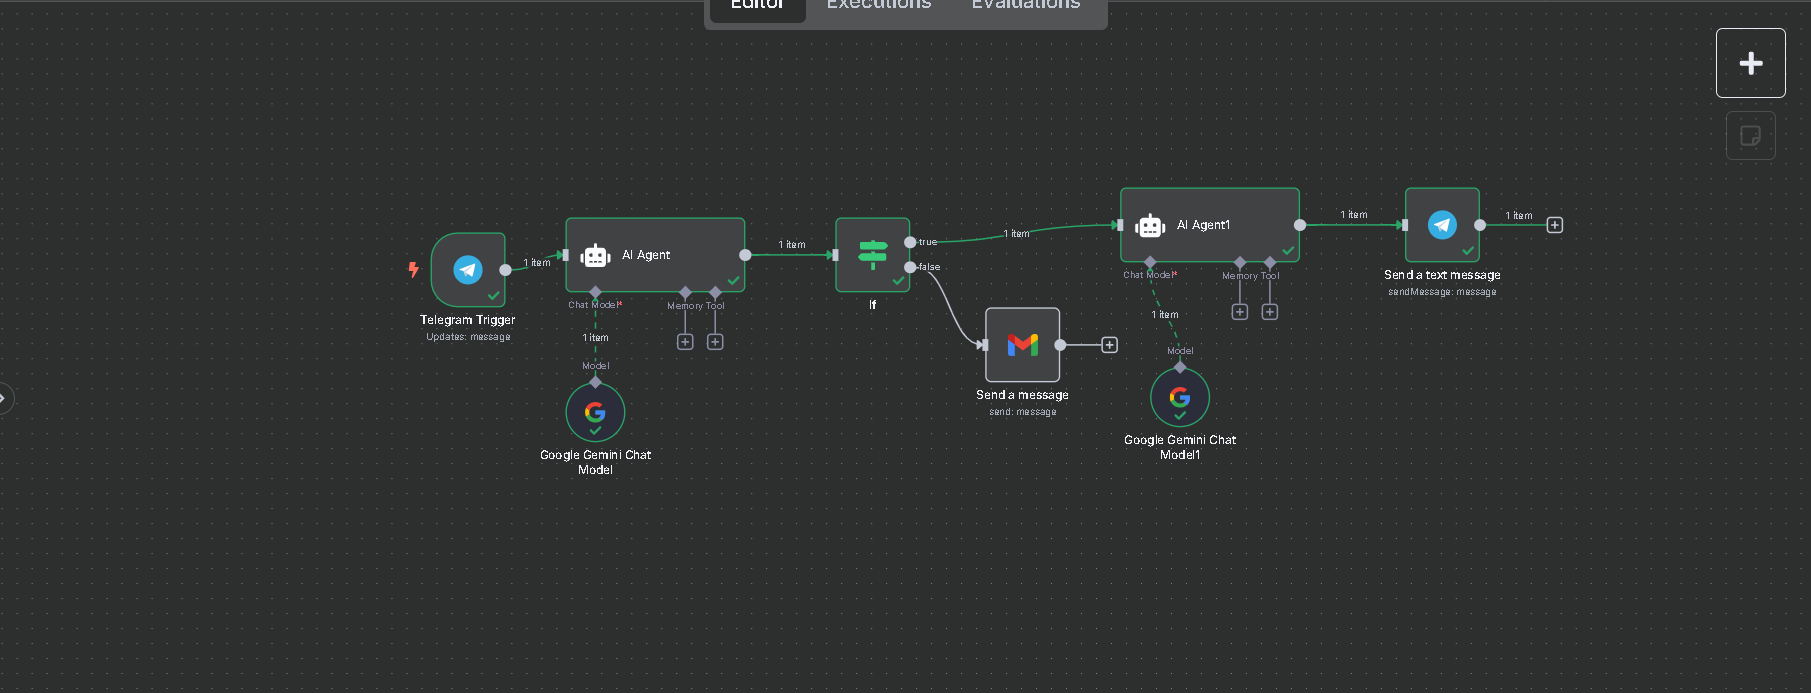 Editor
Executions
Evaluations
1 item
AI Agent
1 item
true
false
1 item
AI Agent1
1 item
1 item
Telegram Trigger
Updates: message
Chat Model*
Memory
Tool
1 item
Model
Google Gemini Chat
Model
If
Send a message
send: message
Chat Model*
Memory
Tool
1 item
Model
Google Gemini Chat
Model1
Send a text message
sendMessage: message